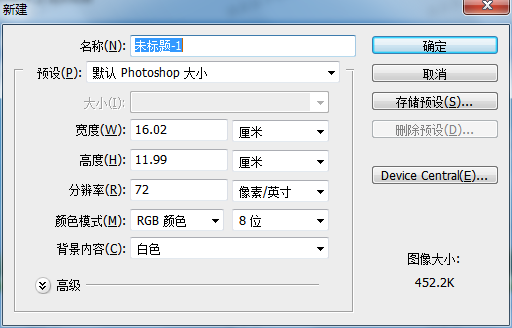 新建
名称(N): 未标题-1
确定
预设(P): 默认 Photoshop 大小
取消
大小(I):
存储预设(S)...
宽度(W): 16.02 厘米
删除预设(D)...
高度(H): 11.99 厘米
分辨率(R): 72 像素/英寸
Device Central(E)...
颜色模式(M): RGB 颜色 8 位
背景内容(C): 白色
图像大小:
高级
452.2K